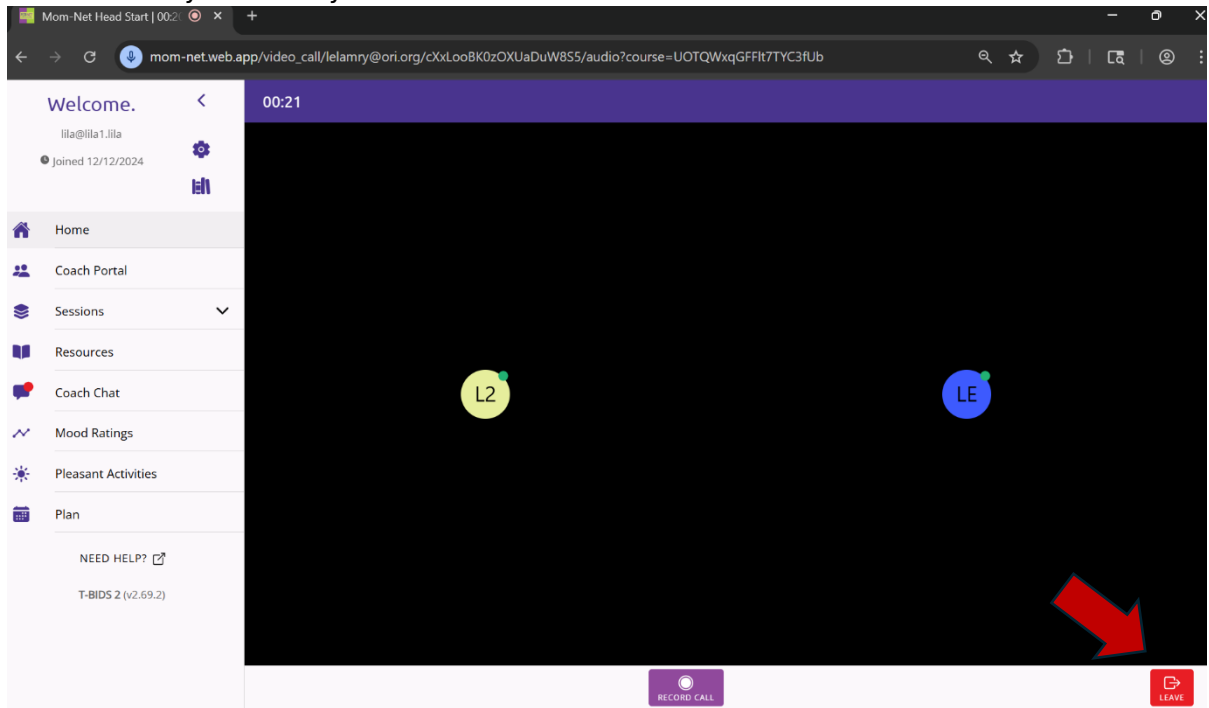 Mom-Net Head Start | 00:2
mom-net.web.app/video_call/lelamry@ori.org/cXxLooBK0zOXUaDuW8S5/audio?course=UOTQWxqGFFlt7TYC3fUb
Welcome.
lila@lila1.lila
Joined 12/12/2024
Home
Coach Portal
Sessions
Resources
Coach Chat
Mood Ratings
Pleasant Activities
Plan
NEED HELP?
T-BIDS 2 (v2.69.2)
00:21
L2
LE
RECORD CALL
LEAVE